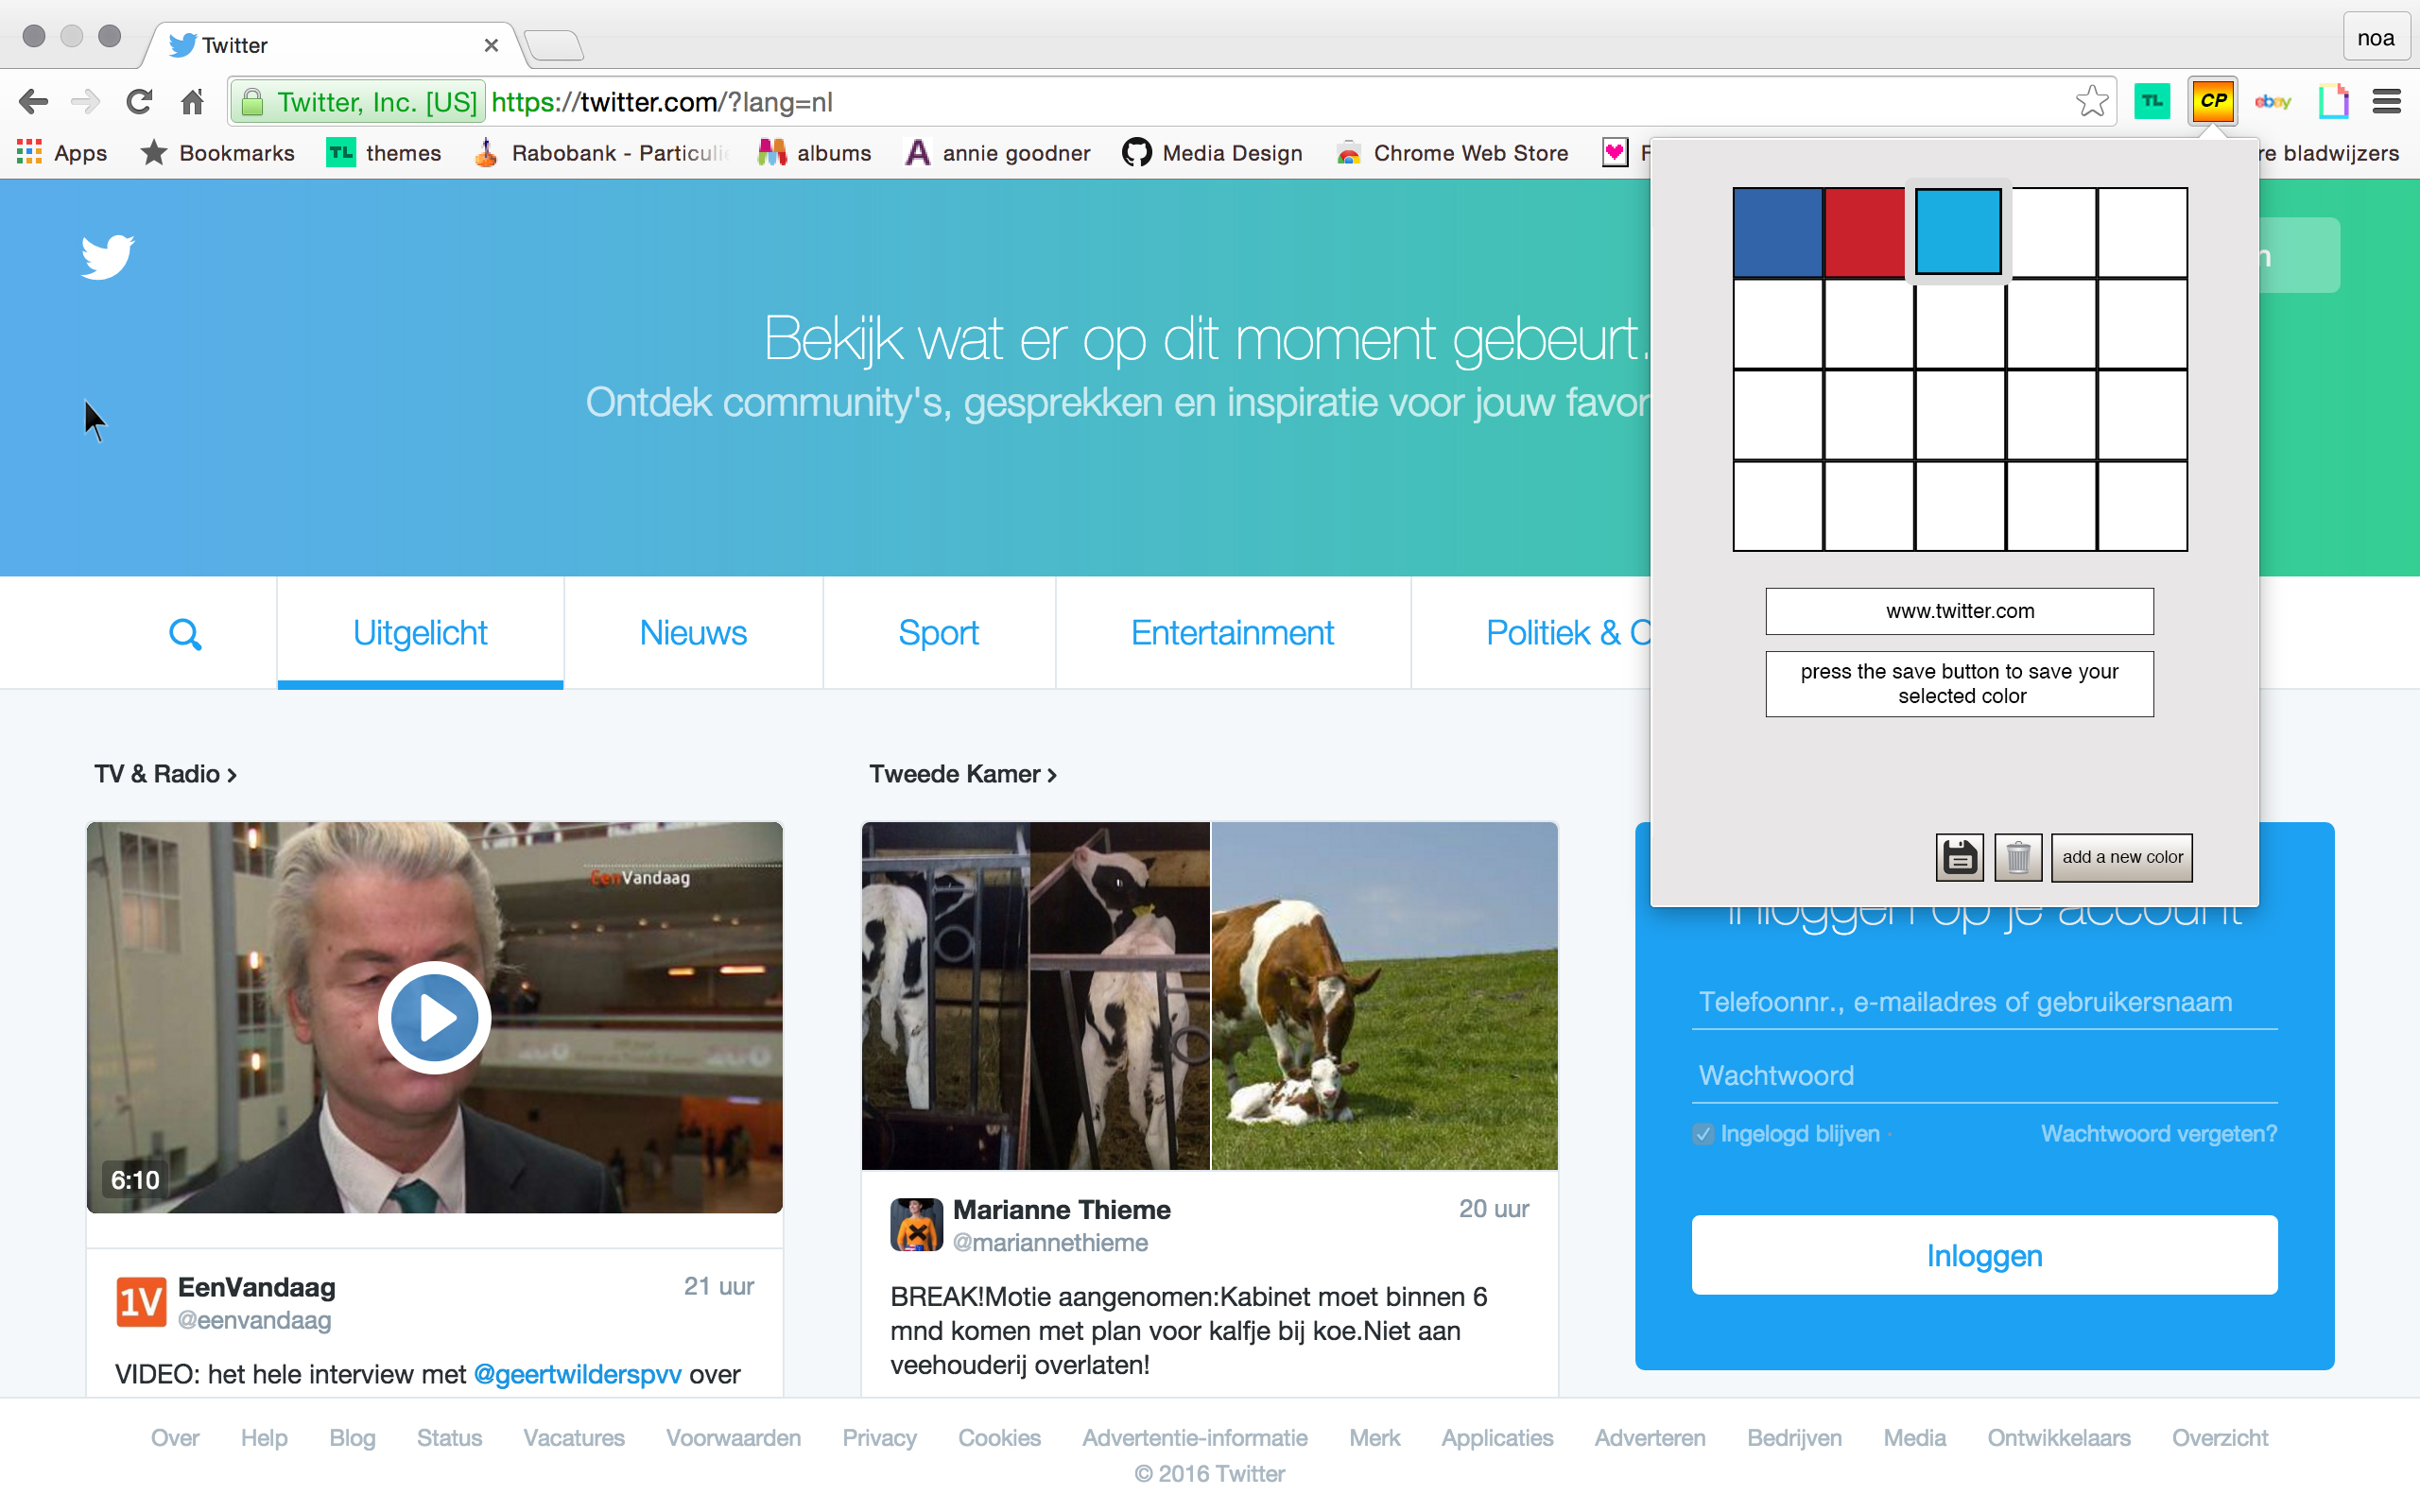 Twitter
noa
Twitter, Inc. [US] https://twitter.com/?lang=nl
TL
CP
ebay
Apps
Bookmarks
TL themes
Rabobank - Particuli
albums
A annie goodner
Media Design
Chrome Web Store
F
re bladwijzers
Bekijk wat er op dit moment gebeurt.
Ontdek community's, gesprekken en inspiratie voor jouw favor
n
Uitgelicht
Nieuws
Sport
Entertainment
Politiek &
www.twitter.com
press the save button to save your
selected color
add a new color
TV & Radio ›
Tweede Kamer ›
EenVandaag
6:10
EenVandaag
21 uur
1V
@eenvandaag
VIDEO: het hele interview met @geertwilderspvv over
Marianne Thieme
20 uur
@mariannethieme
BREAK!Motie aangenomen:Kabinet moet binnen 6
mnd komen met plan voor kalfje bij koe.Niet aan
veehouderij overlaten!
Inloggen op je account
Telefoonnr., e-mailadres of gebruikersnaam
Wachtwoord
Ingelogd blijven ·
Wachtwoord vergeten?
Inloggen
Over Help Blog Status Vacatures Voorwaarden Privacy Cookies Advertentie-informatie Merk Applicaties Adverteren Bedrijven Media Ontwikkelaars Overzicht
© 2016 Twitter